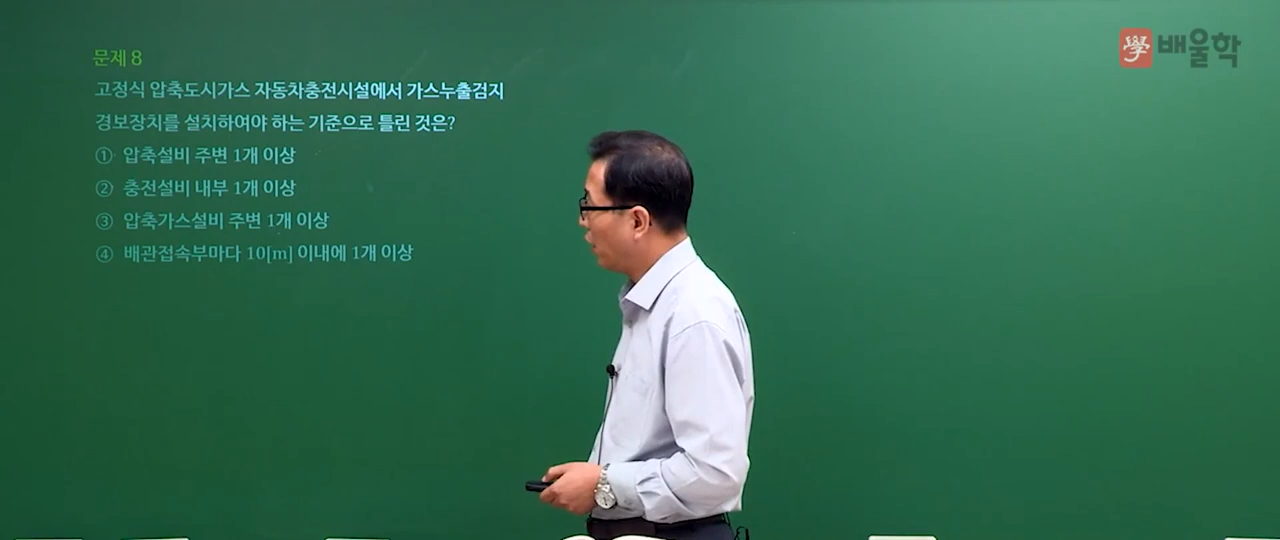 문제 8
고정식 압축도시가스 자동차충전시설에서 가스누출검지
경보장치를 설치하여야 하는 기준으로 틀린 것은?
① 압축설비 주변 1개 이상
② 충전설비 내부 1개 이상
③ 압축가스설비 주변 1개 이상
④ 배관접속부마다 10[m] 이내에 1개 이상
學 배울학